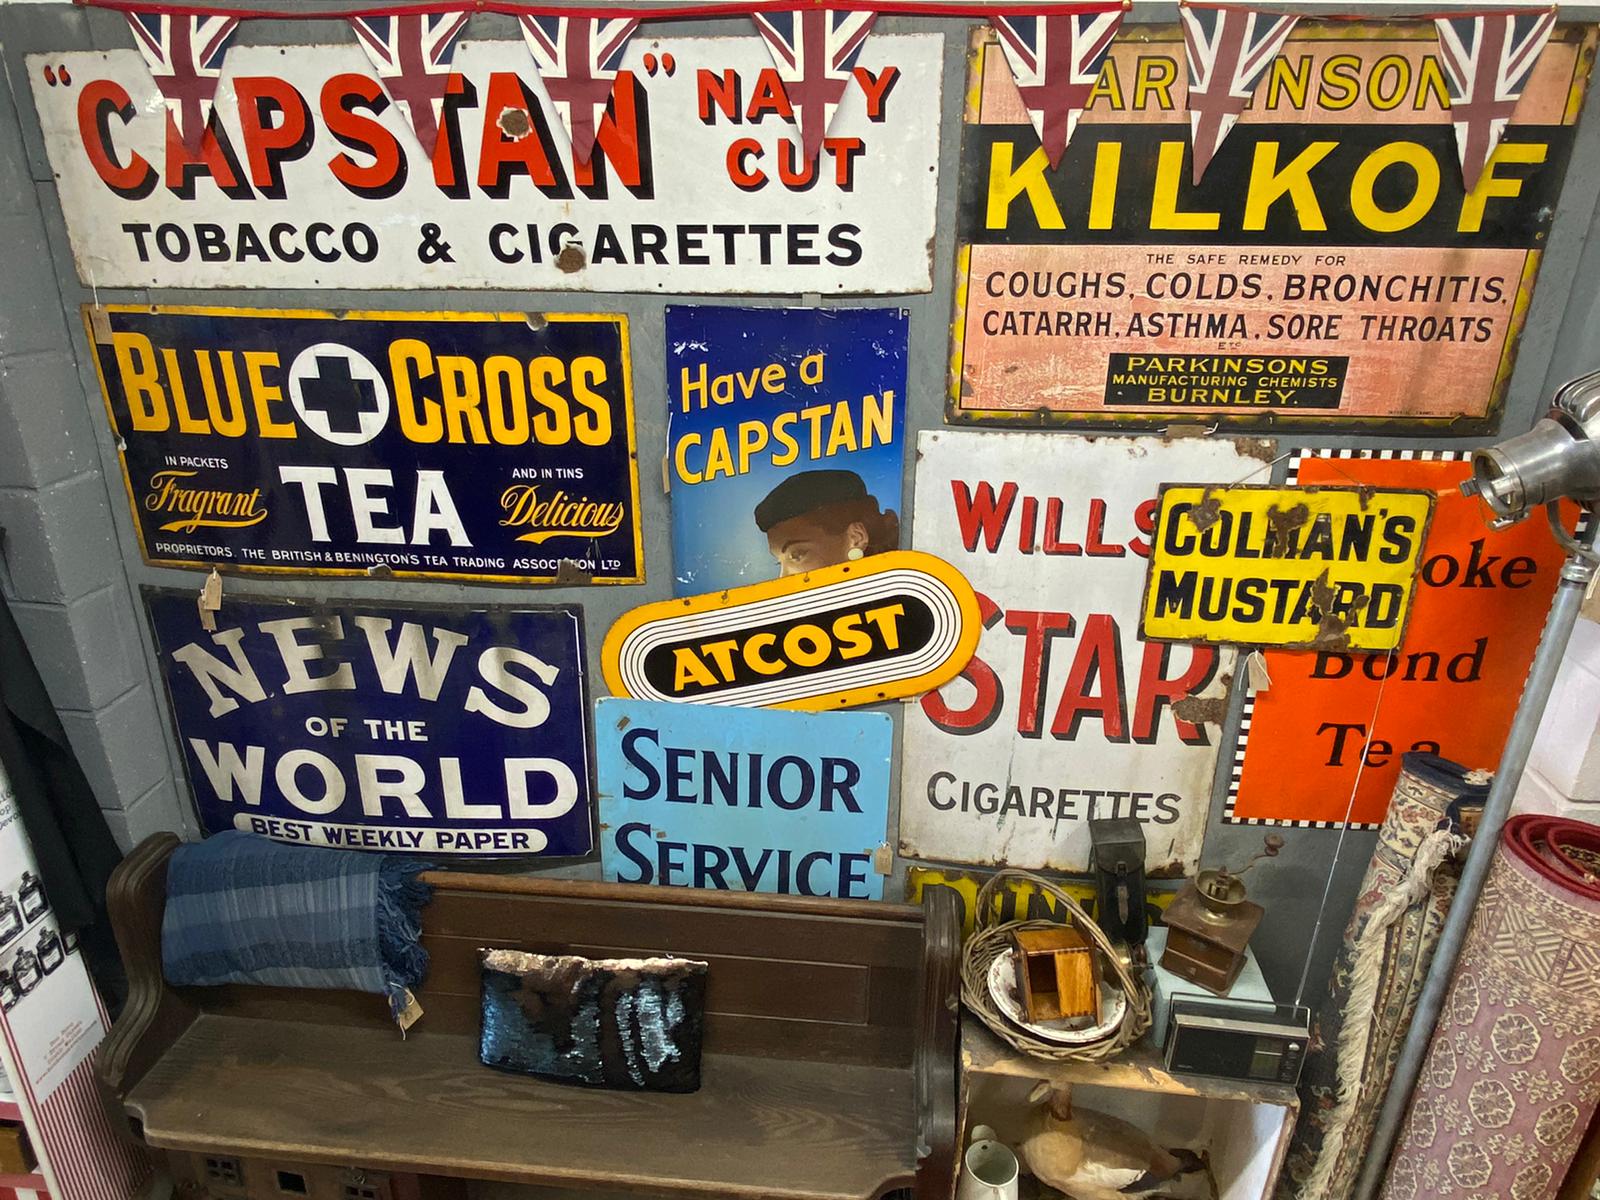 "CAPSTAN" NAVY
CUT
TOBACCO & CIGARETTES
PARKINSON
KILKOF
THE SAFE REMEDY FOR
COUGHS, COLDS, BRONCHITIS,
CATARRH, ASTHMA, SORE THROATS
ETC
PARKINSONS
MANUFACTURING CHEMISTS
BURNLEY.
BLUE CROSS
IN PACKETS
Fragrant
TEA
AND IN TINS
Delicious
PROPRIETORS. THE BRITISH & BENINGTON'S TEA TRADING ASSOCIATION LTD
Have a
CAPSTAN
WILLS
STAR
CIGARETTES
COLMAN'S
MUSTARD
oke
Bond
Tea
NEWS
OF THE
WORLD
BEST WEEKLY PAPER
ATCOST
SENIOR
SERVICE